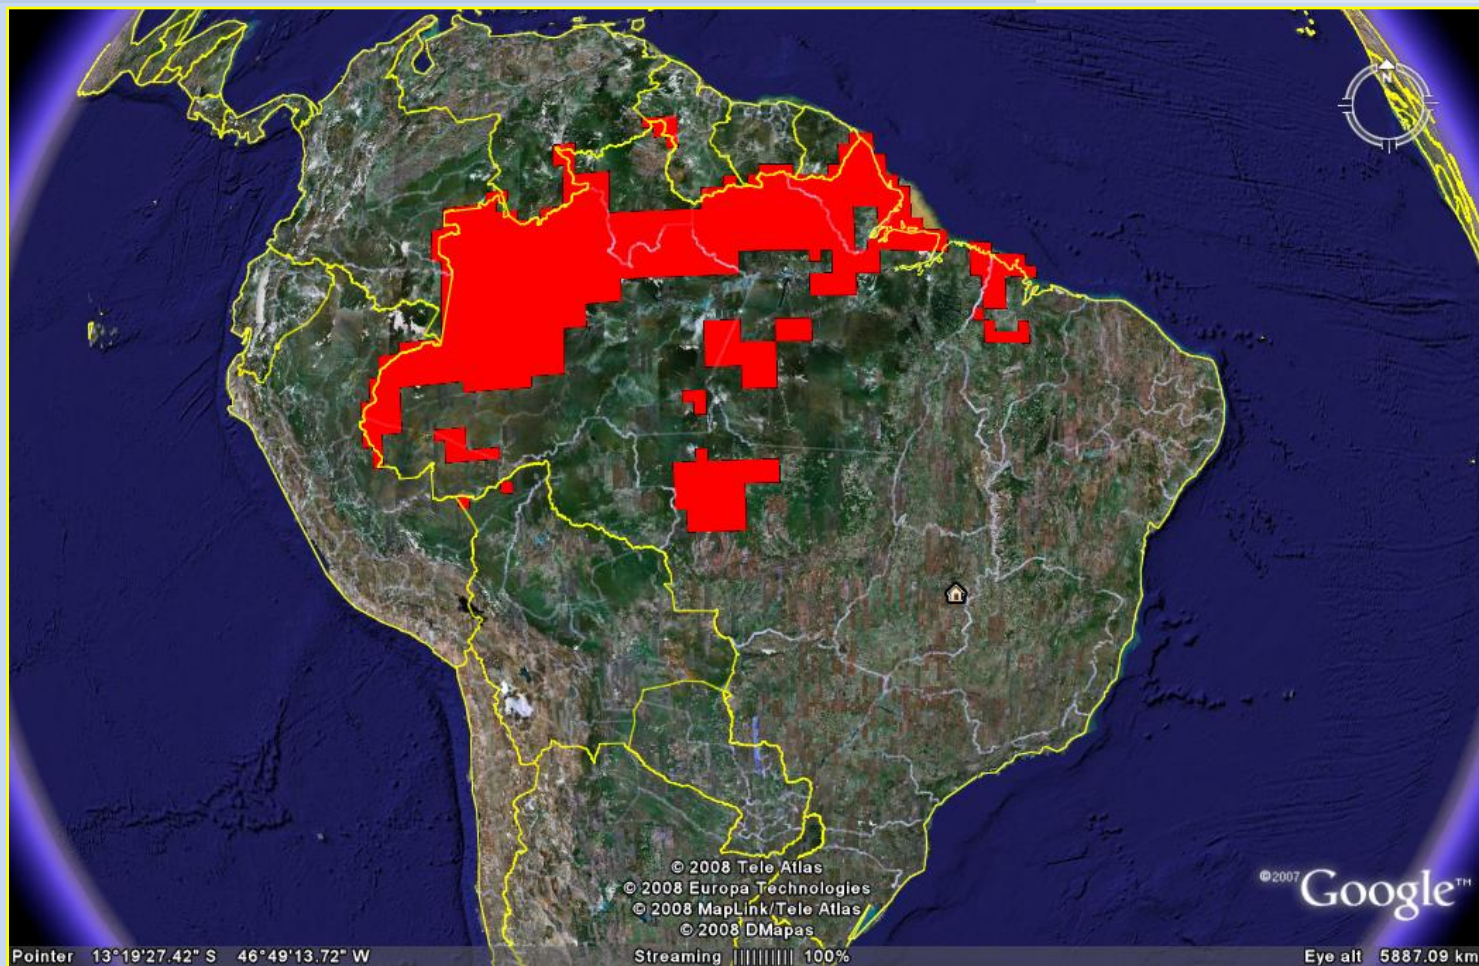 N
© 2008 Tele Atlas
© 2008 Europa Technologies
© 2008 MapLink/Tele Atlas
© 2008 DMapas
©2007 Google™
Pointer 13°19'27.42" S 46°49'13.72" W Streaming |||||||||| 100% Eye alt 5887.09 km